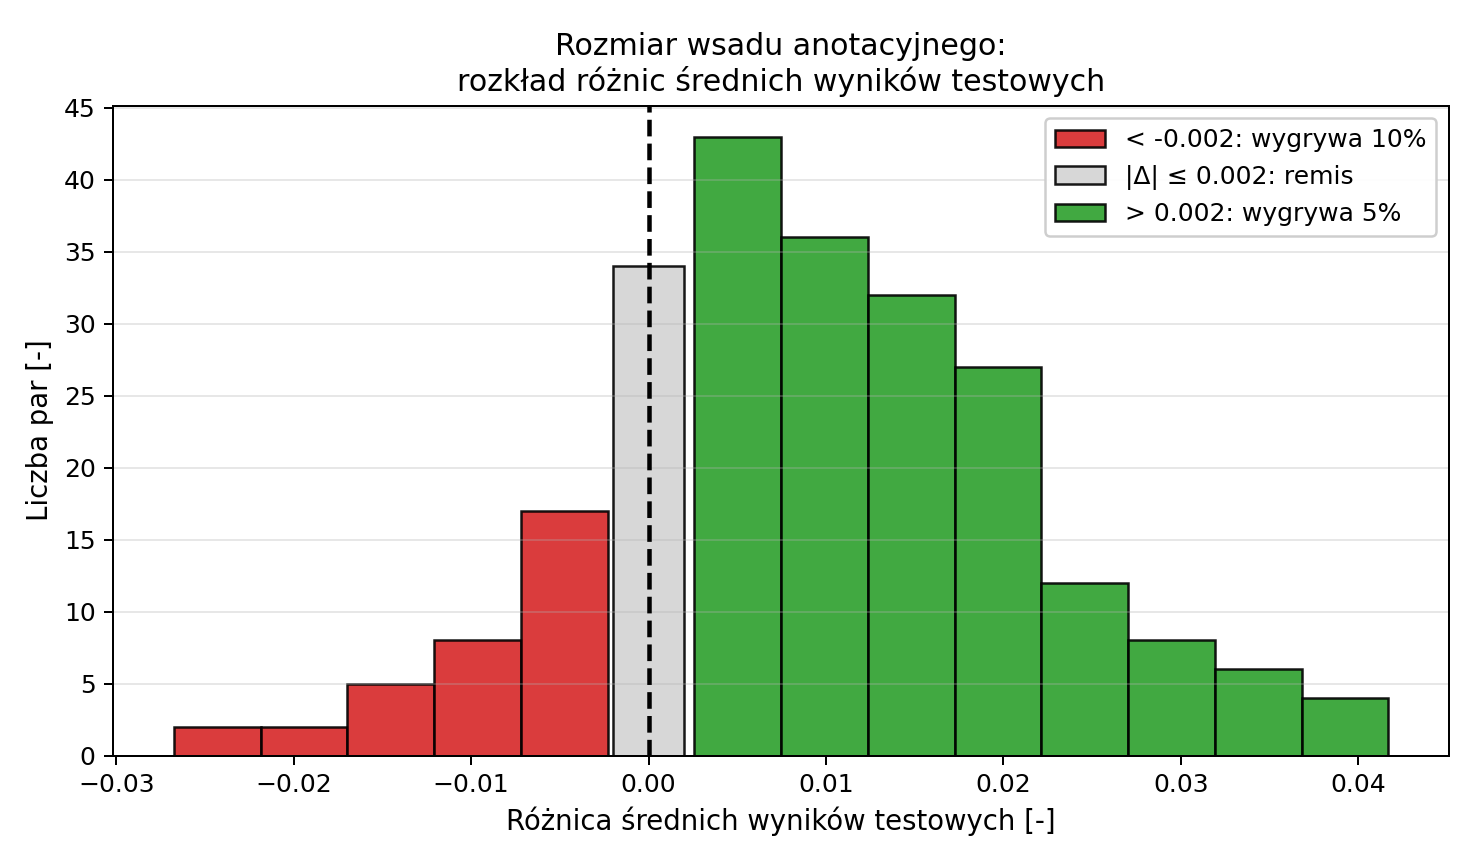 Rozmiar wsadu anotacyjnego:
rozkład różnic średnich wyników testowych
< -0.002: wygrywa 10%
|Δ| ≤ 0.002: remis
> 0.002: wygrywa 5%
Liczba par [-]
45
40
35
30
25
20
15
10
5
0
−0.03
−0.02
−0.01
0.00
0.01
0.02
0.03
0.04
Różnica średnich wyników testowych [-]